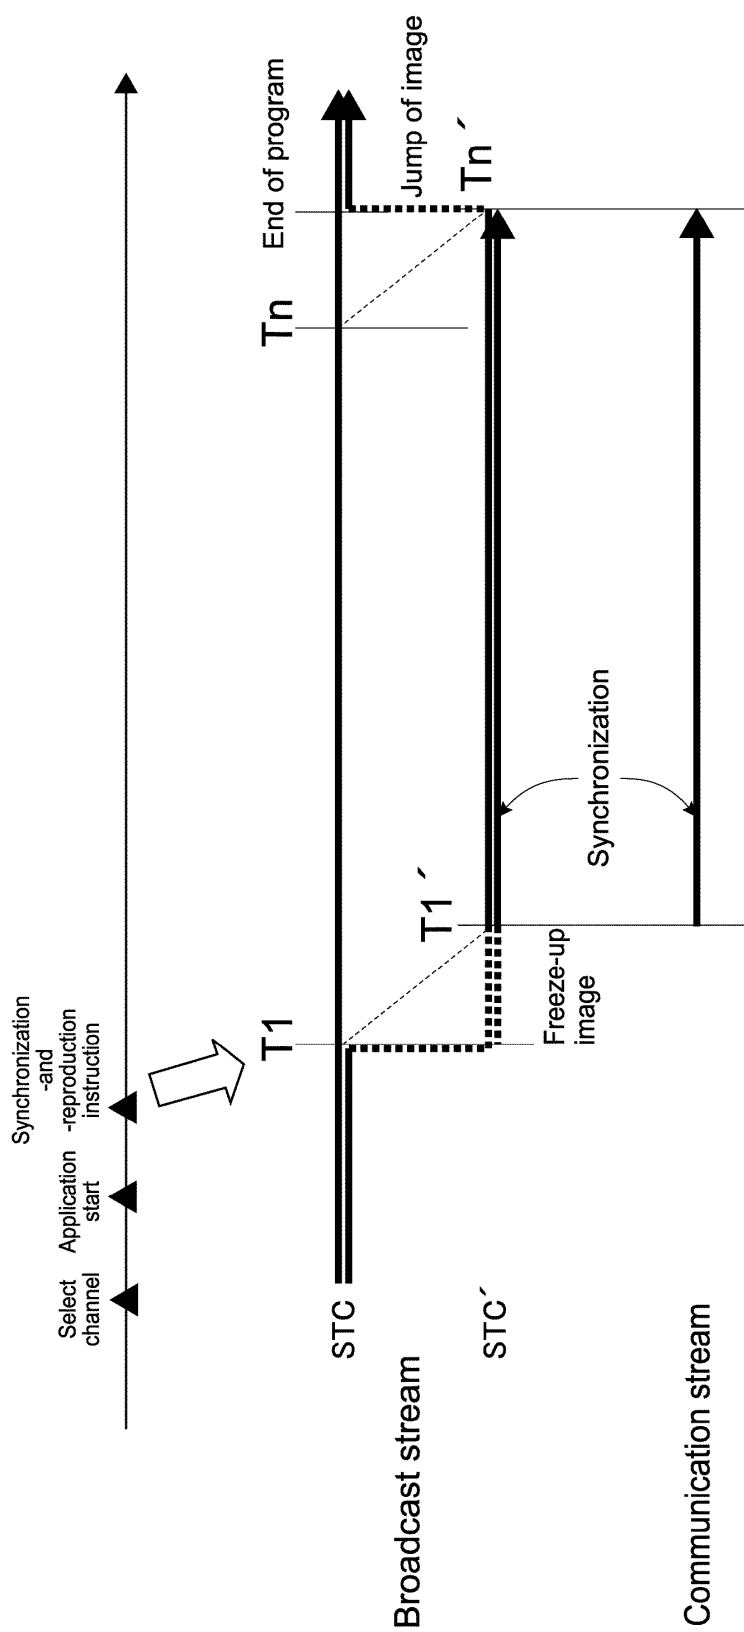 Select
channel
Application
start
Synchronization
-and
-reproduction
instruction
T1
Tn
End of program
STC
Jump of image
Broadcast stream
T1´
Tn´
STC´
Freeze-up
image
Synchronization
Communication stream